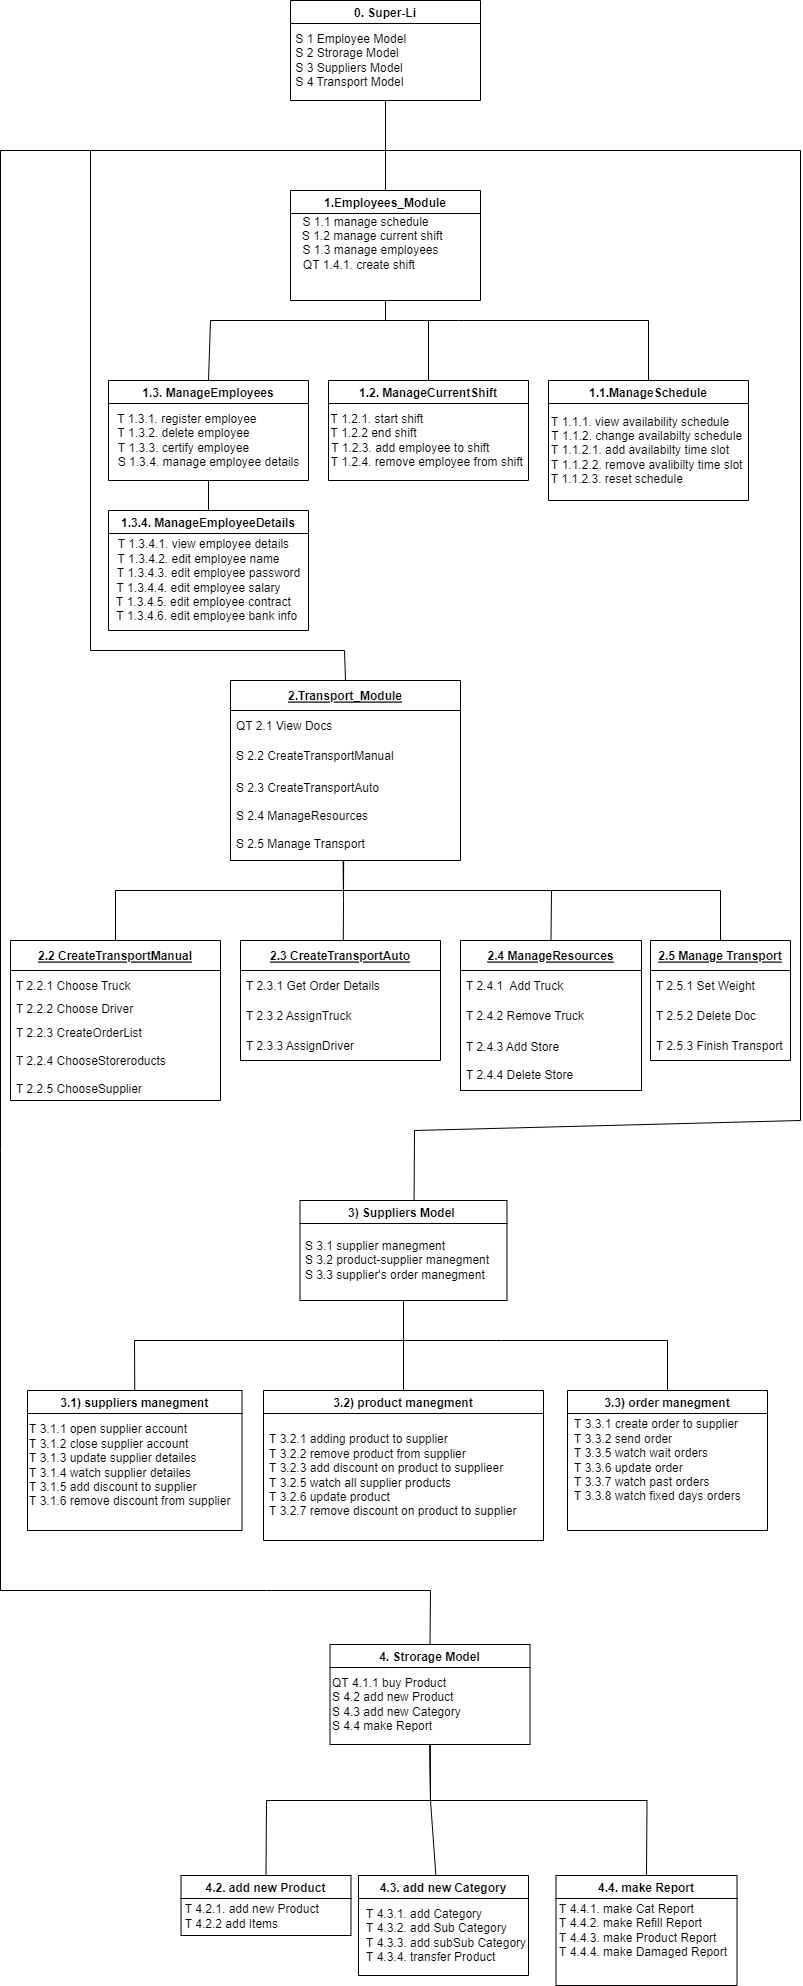 0. Super-Li
S 1 Employee Model
S 2 Strorage Model
S 3 Suppliers Model
S 4 Transport Model
1.Employees_Module
S 1.1 manage schedule
S 1.2 manage current shift
S 1.3 manage employees
QT 1.4.1. create shift
1.3. ManageEmployees
T 1.3.1. register employee
T 1.3.2. delete employee
T 1.3.3. certify employee
S 1.3.4. manage employee details
1.2. ManageCurrentShift
T 1.2.1. start shift
T 1.2.2 end shift
T 1.2.3. add employee to shift
T 1.2.4. remove employee from shift
1.1.ManageSchedule
T 1.1.1. view availability schedule
T 1.1.2. change availabilty schedule
T 1.1.2.1. add availabilty time slot
T 1.1.2.2. remove avalibilty time slot
T 1.1.2.3. reset schedule
1.3.4. ManageEmployeeDetails
T 1.3.4.1. view employee details
T 1.3.4.2. edit employee name
T 1.3.4.3. edit employee password
T 1.3.4.4. edit employee salary
T 1.3.4.5. edit employee contract
T 1.3.4.6. edit employee bank info
2.Transport_Module
QT 2.1 View Docs
S 2.2 CreateTransportManual
S 2.3 CreateTransportAuto
S 2.4 ManageResources
S 2.5 Manage Transport
2.2 CreateTransportManual
T 2.2.1 Choose Truck
T 2.2.2 Choose Driver
T 2.2.3 CreateOrderList
T 2.2.4 ChooseStoreroducts
T 2.2.5 ChooseSupplier
2.3 CreateTransportAuto
T 2.3.1 Get Order Details
T 2.3.2 AssignTruck
T 2.3.3 AssignDriver
2.4 ManageResources
T 2.4.1  Add Truck
T 2.4.2 Remove Truck
T 2.4.3 Add Store
T 2.4.4 Delete Store
2.5 Manage Transport
T 2.5.1 Set Weight
T 2.5.2 Delete Doc
T 2.5.3 Finish Transport
3) Suppliers Model
S 3.1 supplier manegment
S 3.2 product-supplier manegment
S 3.3 supplier's order manegment
3.1) suppliers manegment
T 3.1.1 open supplier account
T 3.1.2 close supplier account
T 3.1.3 update supplier detailes
T 3.1.4 watch supplier detailes
T 3.1.5 add discount to supplier
T 3.1.6 remove discount from supplier
3.2) product manegment
T 3.2.1 adding product to supplier
T 3.2.2 remove product from supplier
T 3.2.3 add discount on product to supplieer
T 3.2.5 watch all supplier products
T 3.2.6 update product
T 3.2.7 remove discount on product to supplier
3.3) order manegment
T 3.3.1 create order to supplier
T 3.3.2 send order
T 3.3.5 watch wait orders
T 3.3.6 update order
T 3.3.7 watch past orders
T 3.3.8 watch fixed days orders
4. Strorage Model
QT 4.1.1 buy Product
S 4.2 add new Product
S 4.3 add new Category
S 4.4 make Report
4.2. add new Product
T 4.2.1. add new Product
T 4.2.2 add Items
4.3. add new Category
T 4.3.1. add Category
T 4.3.2. add Sub Category
T 4.3.3. add subSub Category
T 4.3.4. transfer Product
4.4. make Report
T 4.4.1. make Cat Report
T 4.4.2. make Refill Report
T 4.4.3. make Product Report
T 4.4.4. make Damaged Report